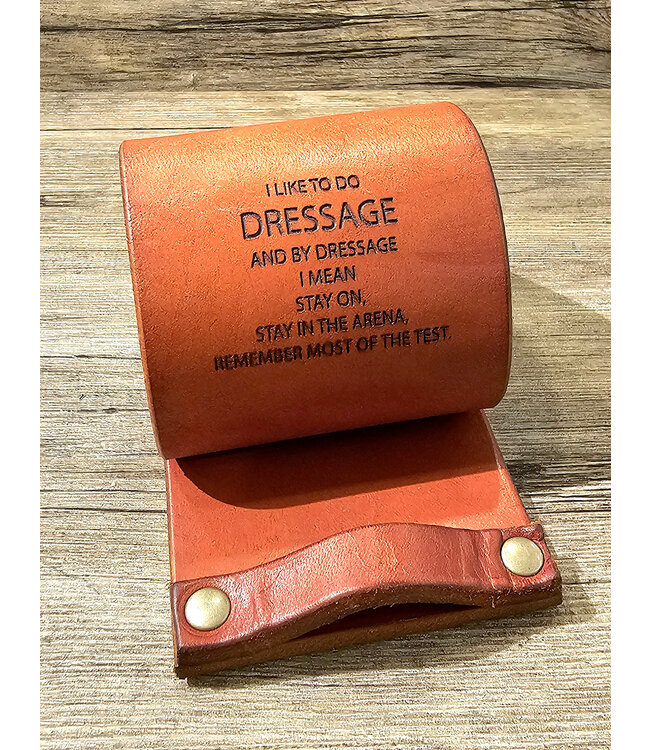 I LIKE TO DO
DRESSAGE
AND BY DRESSAGE
I MEAN
STAY ON,
STAY IN THE ARENA,
REMEMBER MOST OF THE TEST.